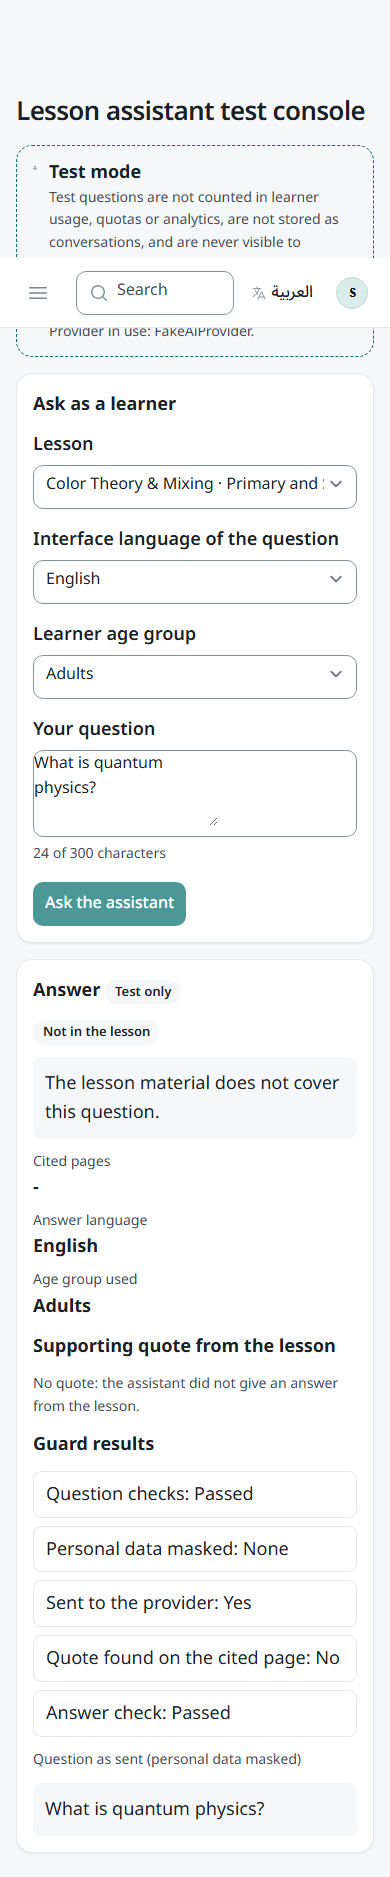 Lesson assistant test console
Test mode
Test questions are not counted in learner
usage, quotas or analytics, are not stored as
conversations, and are never visible to
Search
العربية
S
Provider in use: FakeAIProvider.
Ask as a learner
Lesson
Color Theory & Mixing · Primary and
Interface language of the question
English
Learner age group
Adults
Your question
What is quantum
physics?
24 of 300 characters
Ask the assistant
Answer Test only
Not in the lesson
The lesson material does not cover
this question.
Cited pages
-
Answer language
English
Age group used
Adults
Supporting quote from the lesson
No quote: the assistant did not give an answer
from the lesson.
Guard results
Question checks: Passed
Personal data masked: None
Sent to the provider: Yes
Quote found on the cited page: No
Answer check: Passed
Question as sent (personal data masked)
What is quantum physics?